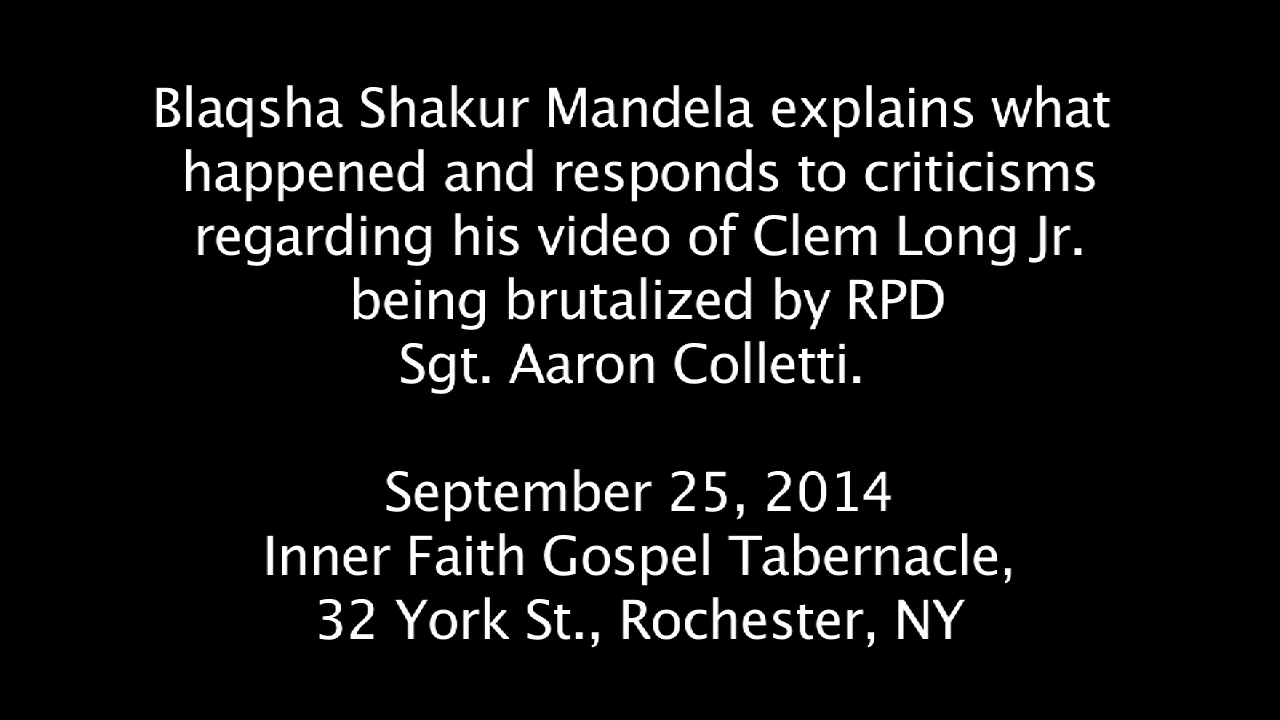 Blaqsha Shakur Mandela explains what
happened and responds to criticisms
regarding his video of Clem Long Jr.
being brutalized by RPD
Sgt. Aaron Colletti.
September 25, 2014
Inner Faith Gospel Tabernacle,
32 York St., Rochester, NY